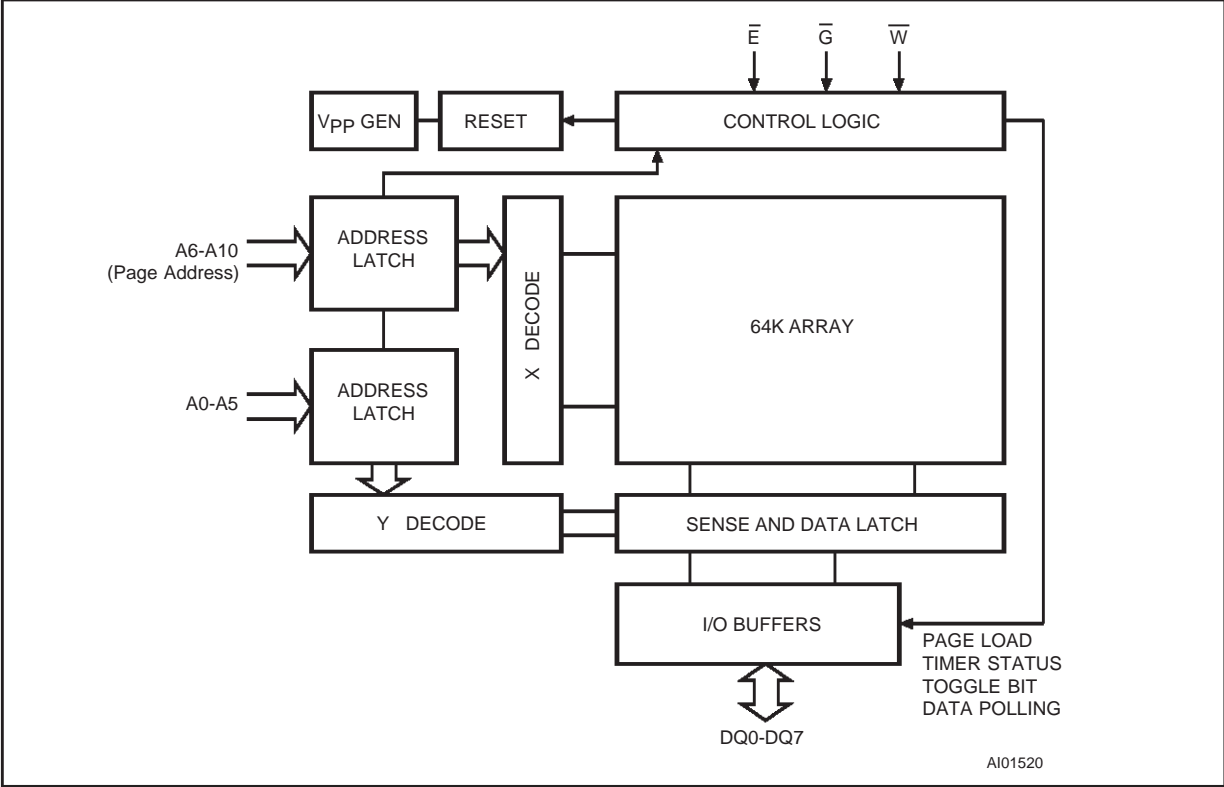 E̅ G̅ W̅
VPP GEN
RESET
CONTROL LOGIC
A6-A10
(Page Address)
ADDRESS
LATCH
X DECODE
64K ARRAY
A0-A5
ADDRESS
LATCH
Y DECODE
SENSE AND DATA LATCH
I/O BUFFERS
PAGE LOAD
TIMER STATUS
TOGGLE BIT
DATA POLLING
DQ0-DQ7
AI01520